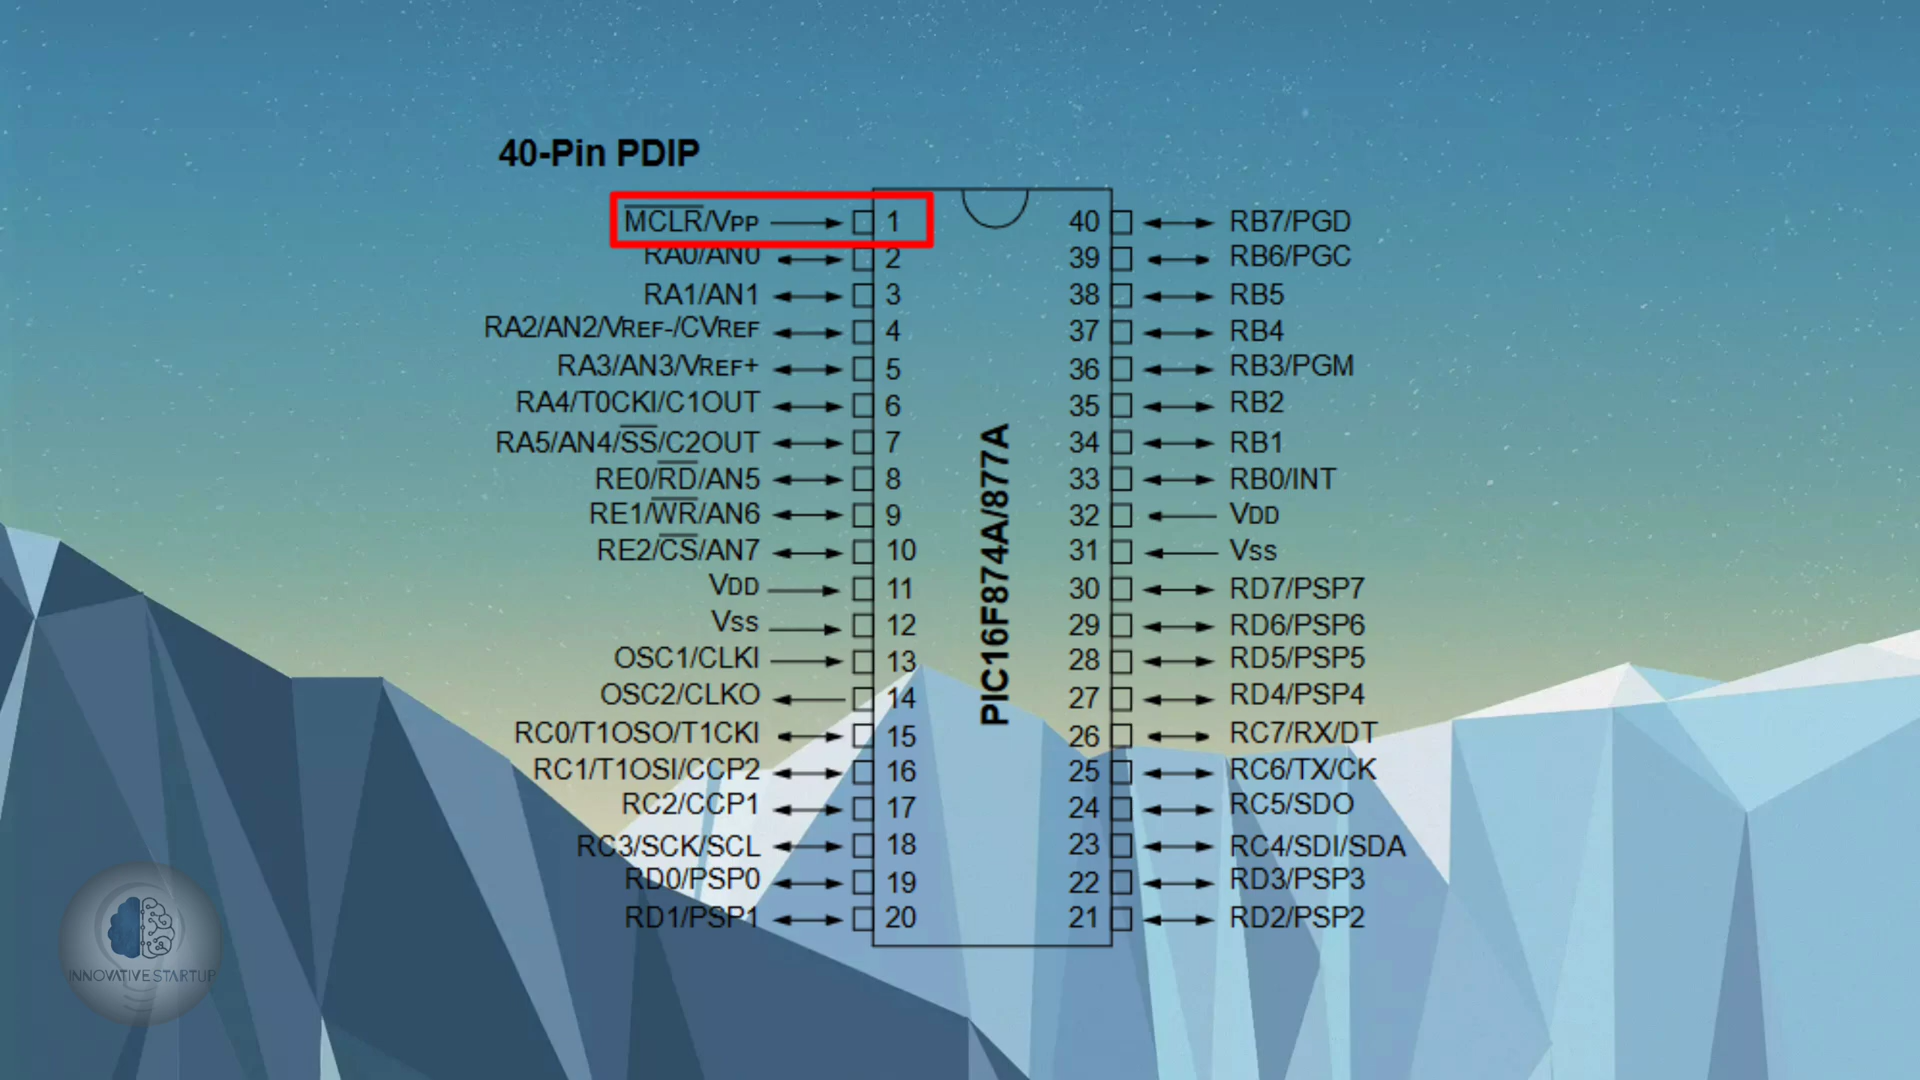 40-Pin PDIP
MCLR/VPP 1 40 RB7/PGD
RA0/AN0 2 39 RB6/PGC
RA1/AN1 3 38 RB5
RA2/AN2/VREF-/CVREF 4 37 RB4
RA3/AN3/VREF+ 5 36 RB3/PGM
RA4/T0CKI/C1OUT 6 35 RB2
RA5/AN4/SS/C2OUT 7 34 RB1
RE0/RD/AN5 8 33 RB0/INT
RE1/WR/AN6 9 32 VDD
RE2/CS/AN7 10 31 VSS
VDD 11 30 RD7/PSP7
VSS 12 29 RD6/PSP6
OSC1/CLKI 13 28 RD5/PSP5
OSC2/CLKO 14 27 RD4/PSP4
RC0/T1OSO/T1CKI 15 26 RC7/RX/DT
RC1/T1OSI/CCP2 16 25 RC6/TX/CK
RC2/CCP1 17 24 RC5/SDO
RC3/SCK/SCL 18 23 RC4/SDI/SDA
RD0/PSP0 19 22 RD3/PSP3
RD1/PSP1 20 21 RD2/PSP2
PIC16F874A/877A
INNOVATIVE STARTUP